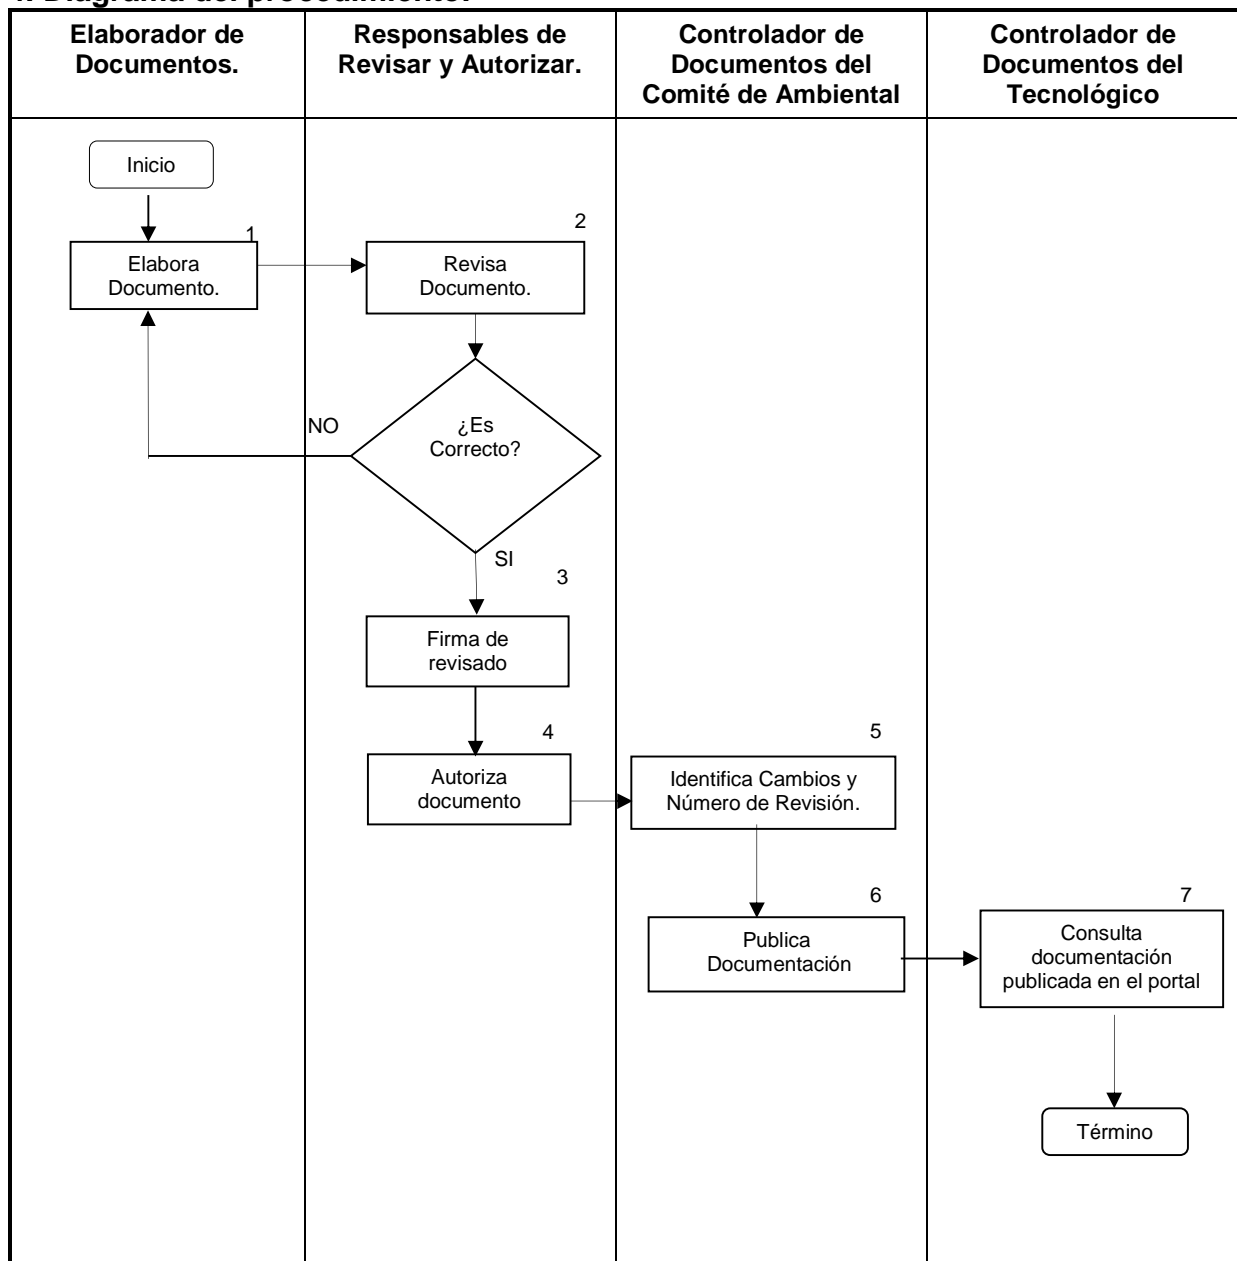 Elaborador de
Documentos.
Responsables de
Revisar y Autorizar.
Controlador de
Documentos del
Comité de Ambiental
Controlador de
Documentos del
Tecnológico
Inicio
1
Elabora
Documento.
2
Revisa
Documento.
NO
¿Es
Correcto?
SI
3
Firma de
revisado
4
Autoriza
documento
5
Identifica Cambios y
Número de Revisión.
6
Publica
Documentación
7
Consulta
documentación
publicada en el portal
Término